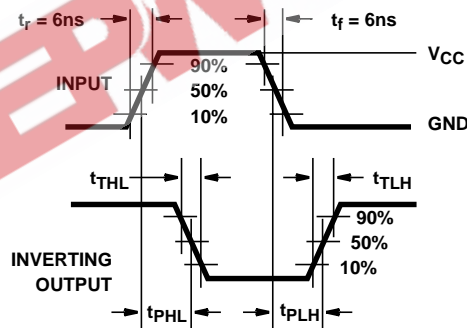 tr = 6ns
tf = 6ns
VCC
90%
INPUT
50%
10%
GND
tTHL
tTLH
90%
50%
INVERTING
OUTPUT
10%
tPHL
tPLH